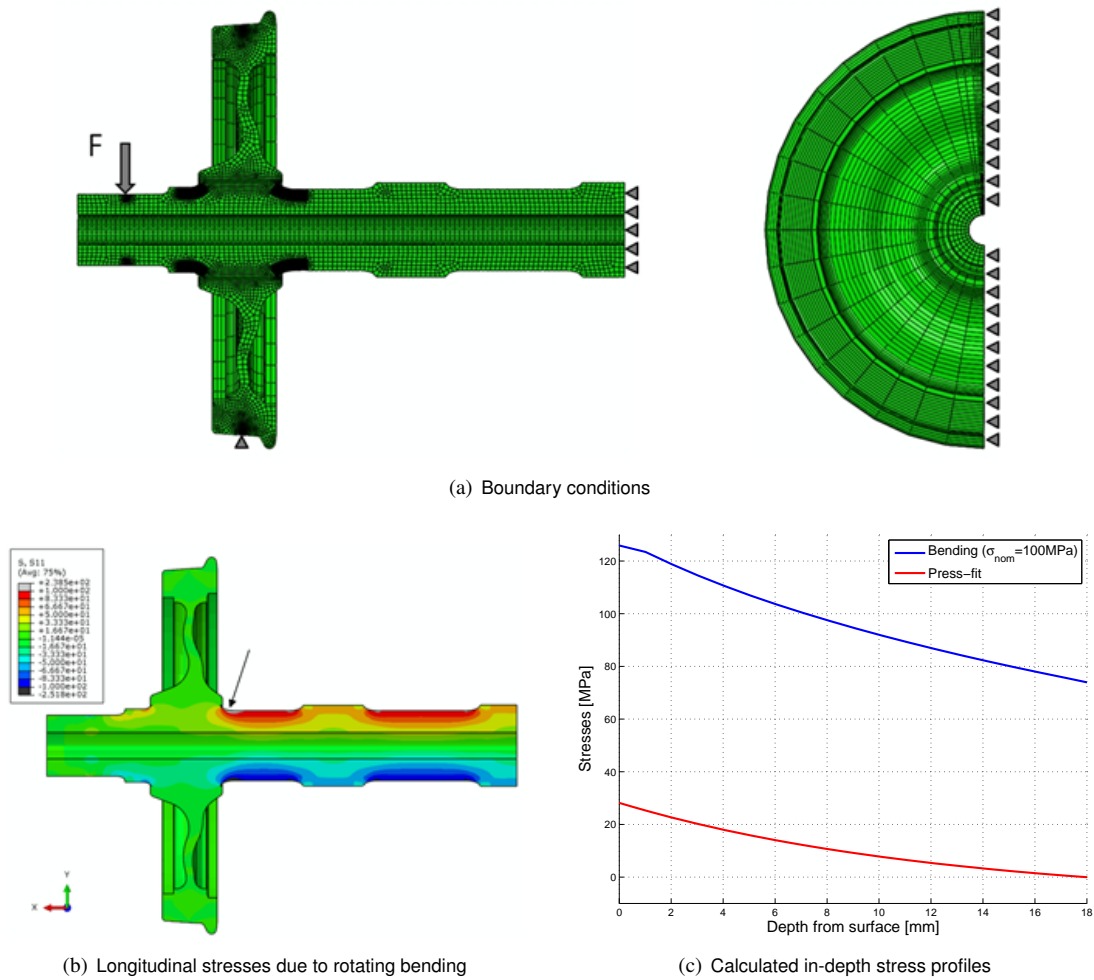 F
(a) Boundary conditions
S, S11
(Avg: 75%)
+2.385e+02
+1.000e+02
+8.333e+01
+6.667e+01
+5.000e+01
+3.333e+01
+1.667e+01
-1.144e-05
-1.667e+01
-3.333e+01
-5.000e+01
-6.667e+01
-8.333e+01
-1.000e+02
-2.518e+02
Y
X
(b) Longitudinal stresses due to rotating bending
Bending (σnom=100MPa)
Press−fit
120
100
80
60
40
20
0
Stresses [MPa]
0 2 4 6 8 10 12 14 16 18
Depth from surface [mm]
(c) Calculated in-depth stress profiles